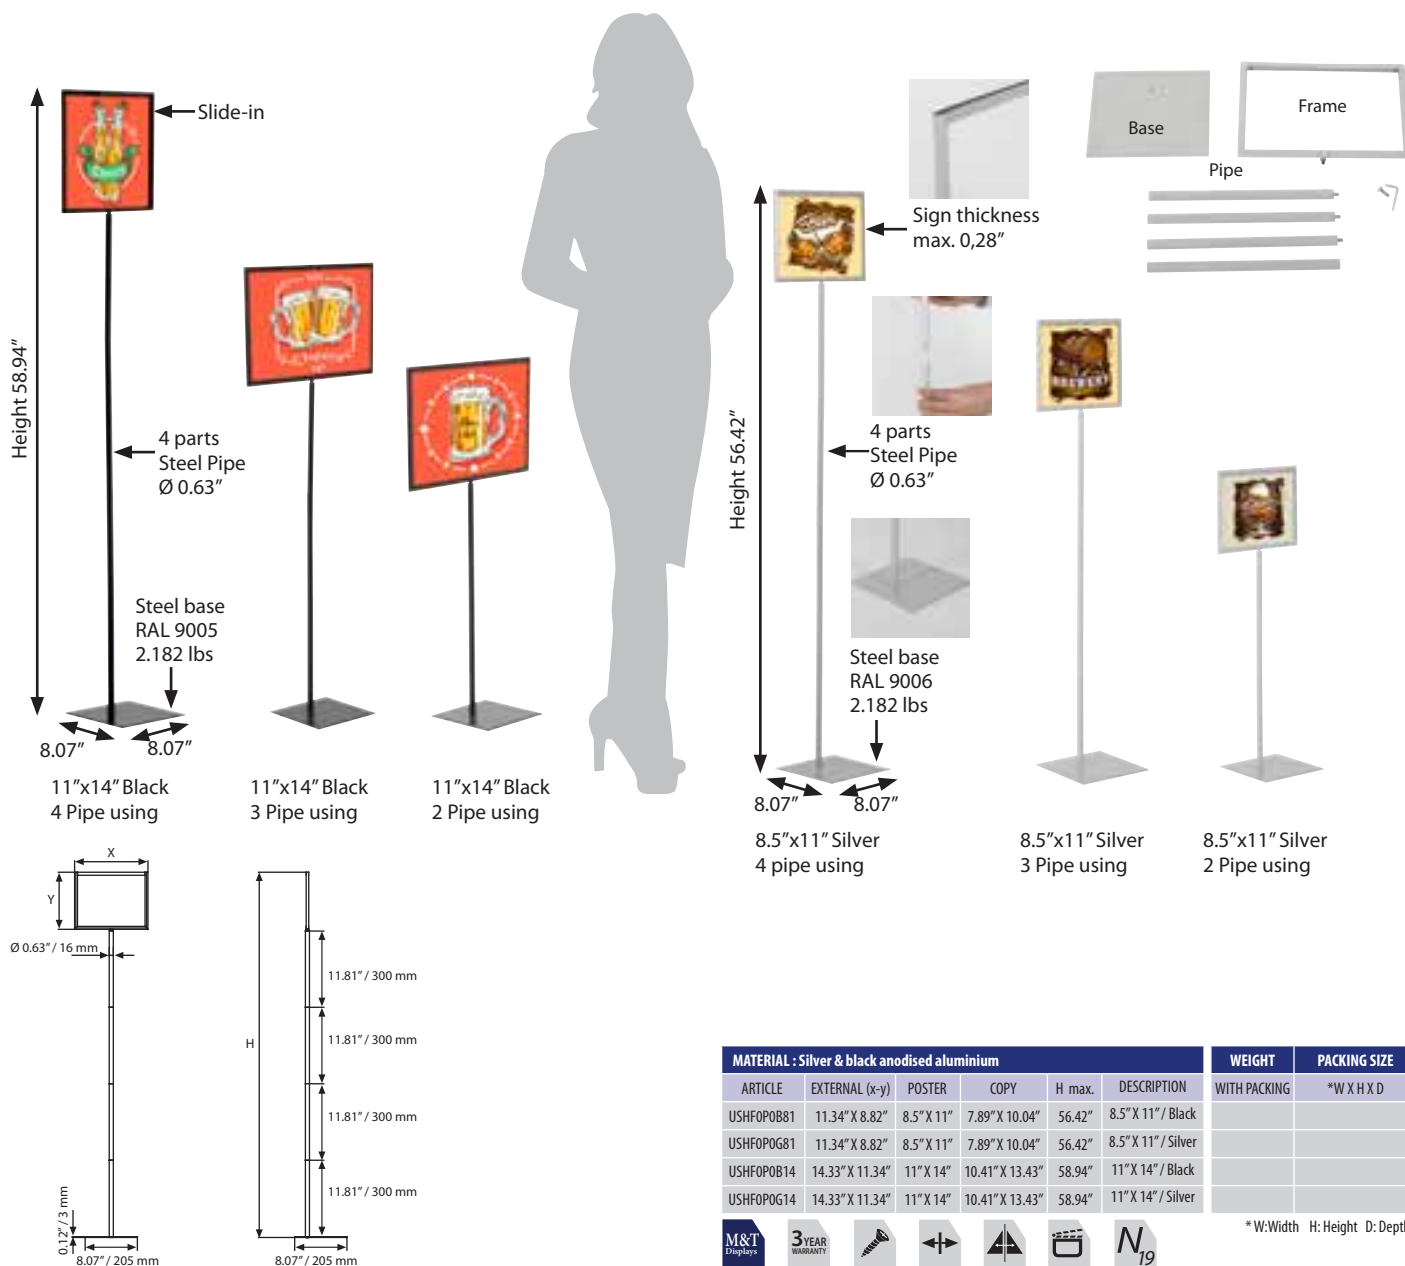 Slide-in
Height 58.94”
4 parts
Steel Pipe
Ø 0.63”
Steel base
RAL 9005
2.182 lbs
8.07”
8.07”
11”x14” Black
4 Pipe using
11”x14” Black
3 Pipe using
11”x14” Black
2 Pipe using
Base
Frame
Pipe
Sign thickness
max. 0,28”
Height 56.42”
4 parts
Steel Pipe
Ø 0.63”
BREWERY
Steel base
RAL 9006
2.182 lbs
8.07”
8.07”
8.5”x11” Silver
4 pipe using
8.5”x11” Silver
3 Pipe using
8.5”x11” Silver
2 Pipe using
X
Y
Ø 0.63” / 16 mm
0.12” / 3 mm
8.07” / 205 mm
H
11.81” / 300 mm
11.81” / 300 mm
11.81” / 300 mm
11.81” / 300 mm
8.07” / 205 mm
MATERIAL : Silver & black anodised aluminium WEIGHT PACKING SIZE
ARTICLE EXTERNAL (x-y) POSTER COPY H max. DESCRIPTION WITH PACKING *W X H X D
USHF0P0B81 11.34” X 8.82” 8.5” X 11” 7.89” X 10.04” 56.42” 8.5” X 11” / Black
USHF0P0G81 11.34” X 8.82” 8.5” X 11” 7.89” X 10.04” 56.42” 8.5” X 11” / Silver
USHF0P0B14 14.33” X 11.34” 11” X 14” 10.41” X 13.43” 58.94” 11” X 14” / Black
USHF0P0G14 14.33” X 11.34” 11” X 14” 10.41” X 13.43” 58.94” 11” X 14” / Silver
* W:Width H: Height D: Depth
M&T
Displays
3 YEAR
WARRANTY
N19